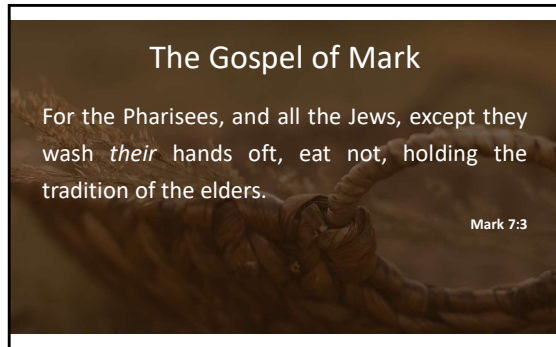 The Gospel of Mark
For the Pharisees, and all the Jews, except they
wash their hands oft, eat not, holding the
tradition of the elders.
Mark 7:3